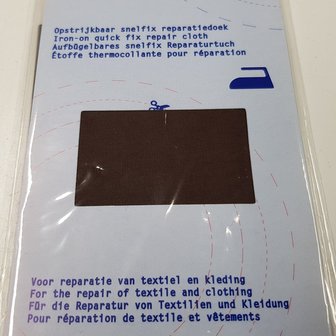 Opstrijkbaar snelfix reparatiedoek
Iron-on quick fix repair cloth
Aufbügelbares snelfix Reparaturtuch
Étoffe thermocollante pour réparation
Voor reparatie van textiel en kleding
For the repair of textile and clothing
Für die Reparatur von Textilien und Kleidung
Pour réparation de textile et vêtements